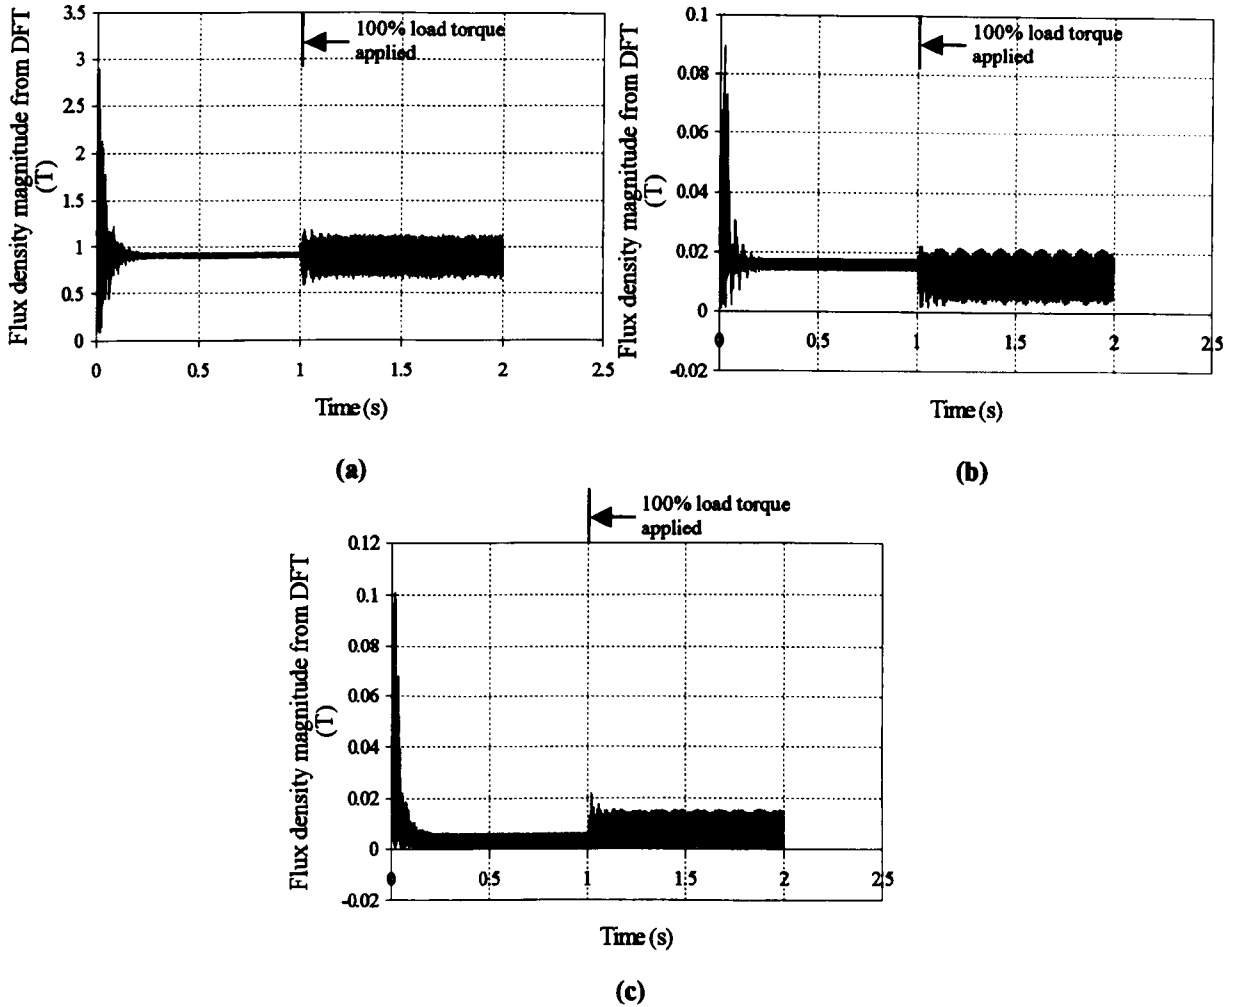 100% load torque
applied
Flux density magnitude from DFT
(T)
3.5
3
2.5
2
1.5
1
0.5
0
0
0.5
1
1.5
2
2.5
Time (s)
(a)
100% load torque
applied
Flux density magnitude from DFT
(T)
0.1
0.08
0.06
0.04
0.02
0
-0.02
0
0.5
1
1.5
2
2.5
Time (s)
(b)
100% load torque
applied
Flux density magnitude from DFT
(T)
0.12
0.1
0.08
0.06
0.04
0.02
0
-0.02
0
0.5
1
1.5
2
2.5
Time (s)
(c)